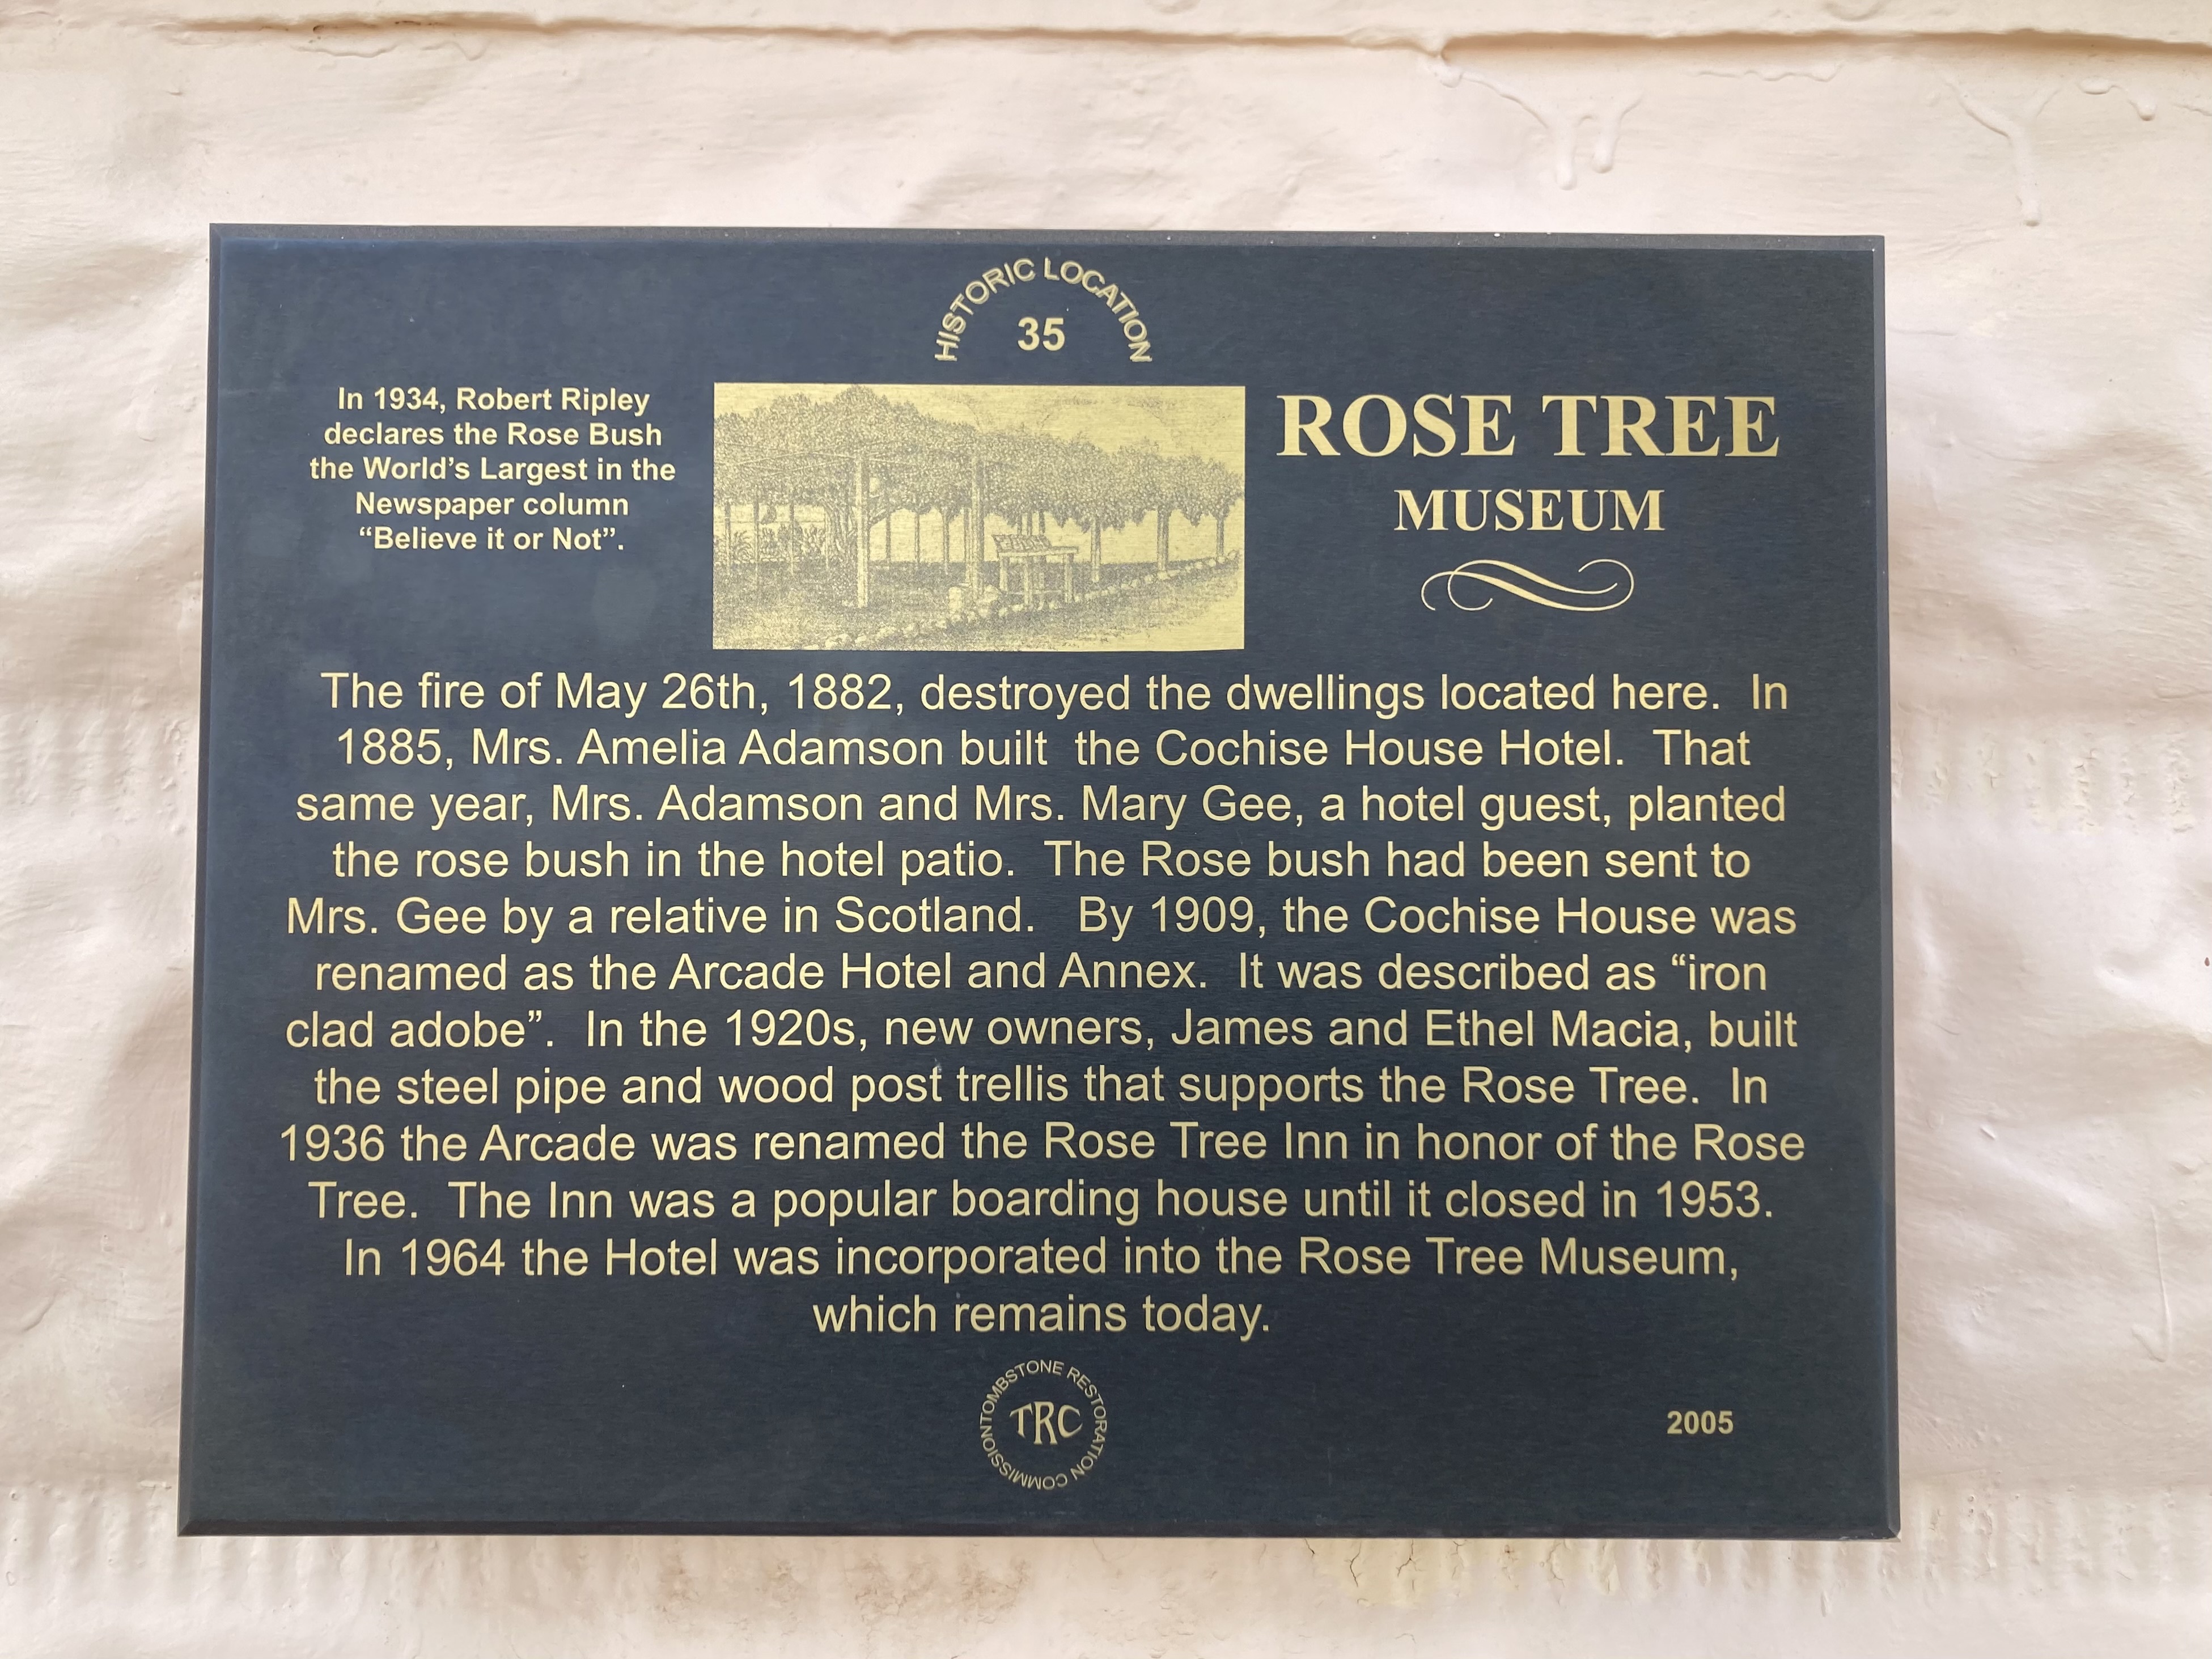 HISTORIC LOCATION
35
In 1934, Robert Ripley
declares the Rose Bush
the World’s Largest in the
Newspaper column
“Believe it or Not”.
ROSE TREE
MUSEUM
The fire of May 26th, 1882, destroyed the dwellings located here. In
1885, Mrs. Amelia Adamson built the Cochise House Hotel. That
same year, Mrs. Adamson and Mrs. Mary Gee, a hotel guest, planted
the rose bush in the hotel patio. The Rose bush had been sent to
Mrs. Gee by a relative in Scotland. By 1909, the Cochise House was
renamed as the Arcade Hotel and Annex. It was described as “iron
clad adobe”. In the 1920s, new owners, James and Ethel Macia, built
the steel pipe and wood post trellis that supports the Rose Tree. In
1936 the Arcade was renamed the Rose Tree Inn in honor of the Rose
Tree. The Inn was a popular boarding house until it closed in 1953.
In 1964 the Hotel was incorporated into the Rose Tree Museum,
which remains today.
TOMBSTONE RESTORATION COMMISSION
TRC
2005